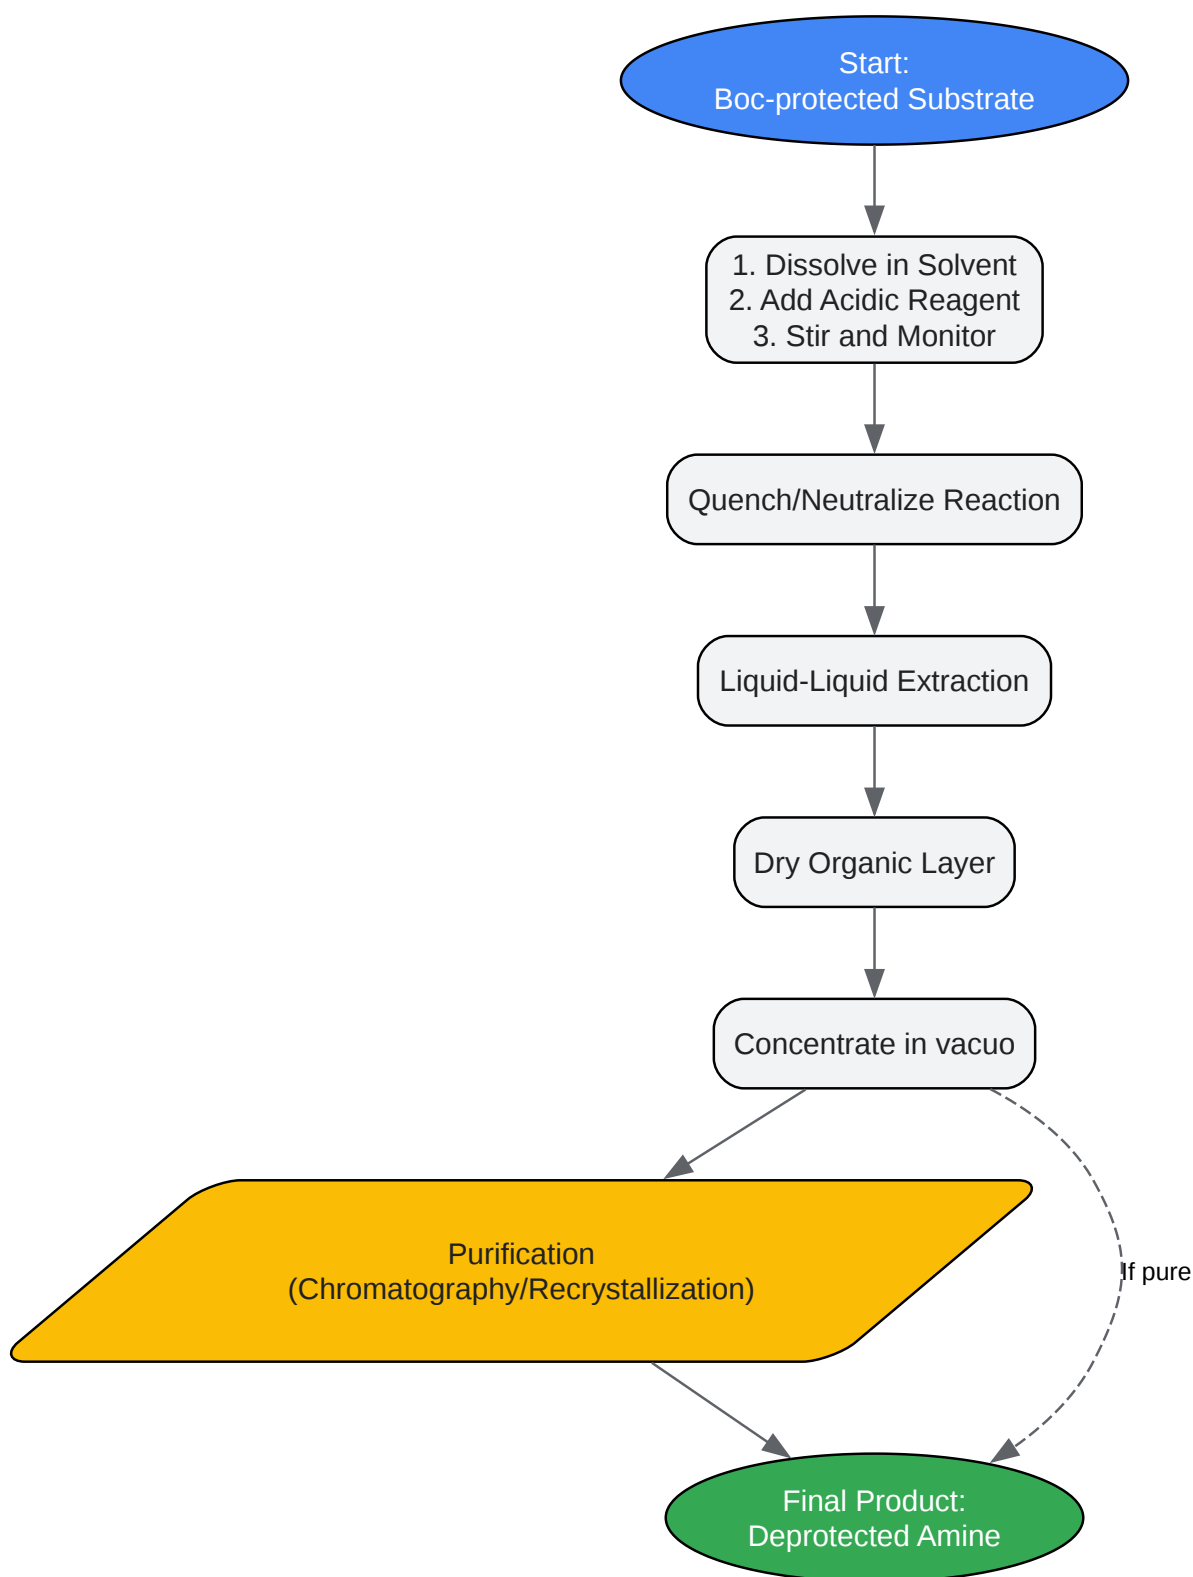 Start:
Boc-protected Substrate
1. Dissolve in Solvent
2. Add Acidic Reagent
3. Stir and Monitor
Quench/Neutralize Reaction
Liquid-Liquid Extraction
Dry Organic Layer
Concentrate in vacuo
Purification
(Chromatography/Recrystallization)
If pure
Final Product:
Deprotected Amine